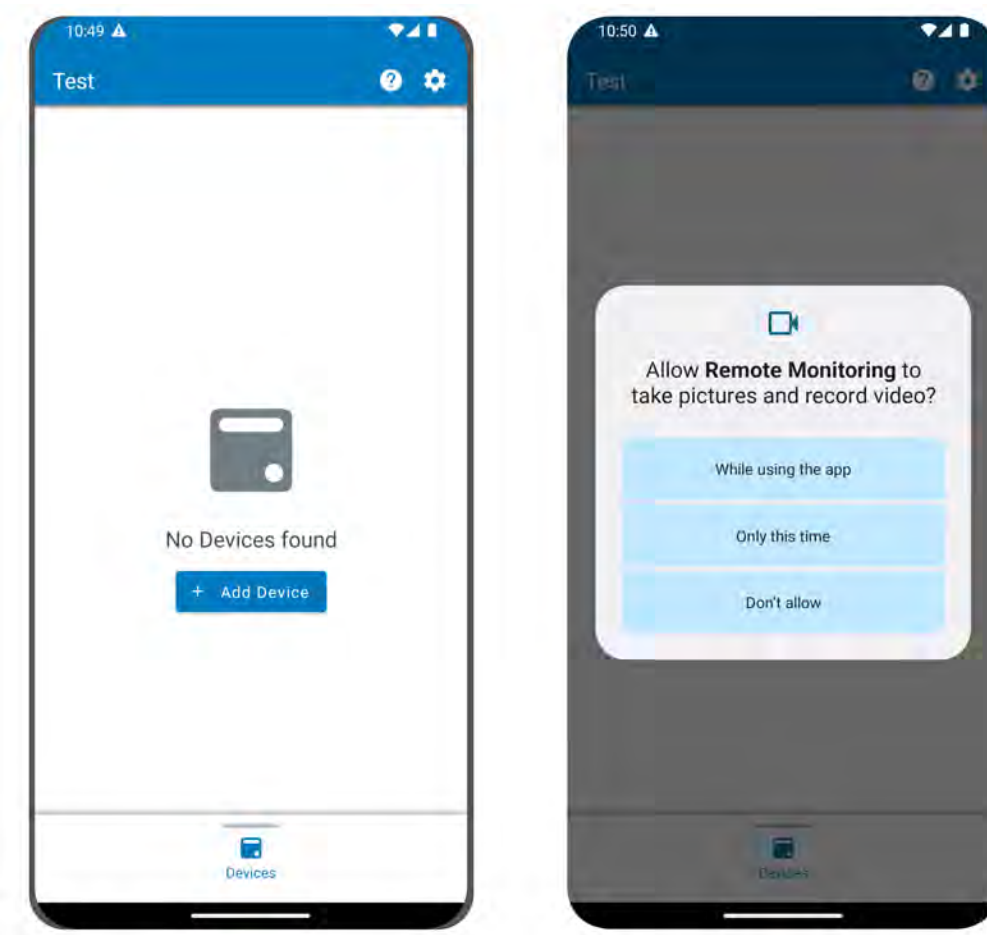 10:49
Test
No Devices found
+ Add Device
Devices
10:50
Test
Allow Remote Monitoring to
take pictures and record video?
While using the app
Only this time
Don't allow
Devices